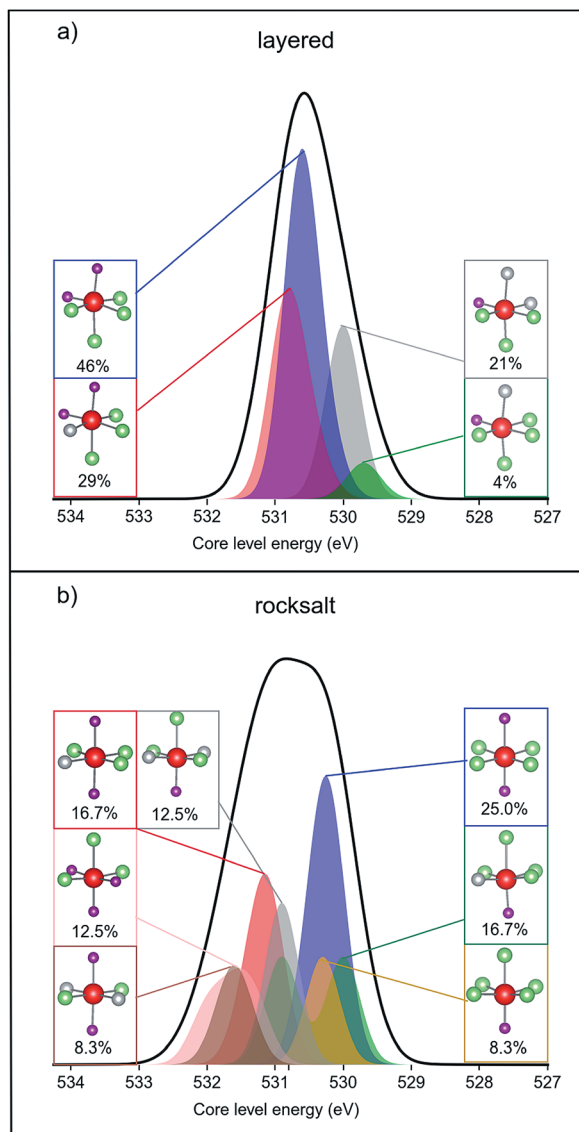 a)
layered
46%
29%
21%
4%
534 533 532 531 530 529 528 527
Core level energy (eV)
b)
rocksalt
16.7%
12.5%
12.5%
8.3%
25.0%
16.7%
8.3%
534 533 532 531 530 529 528 527
Core level energy (eV)